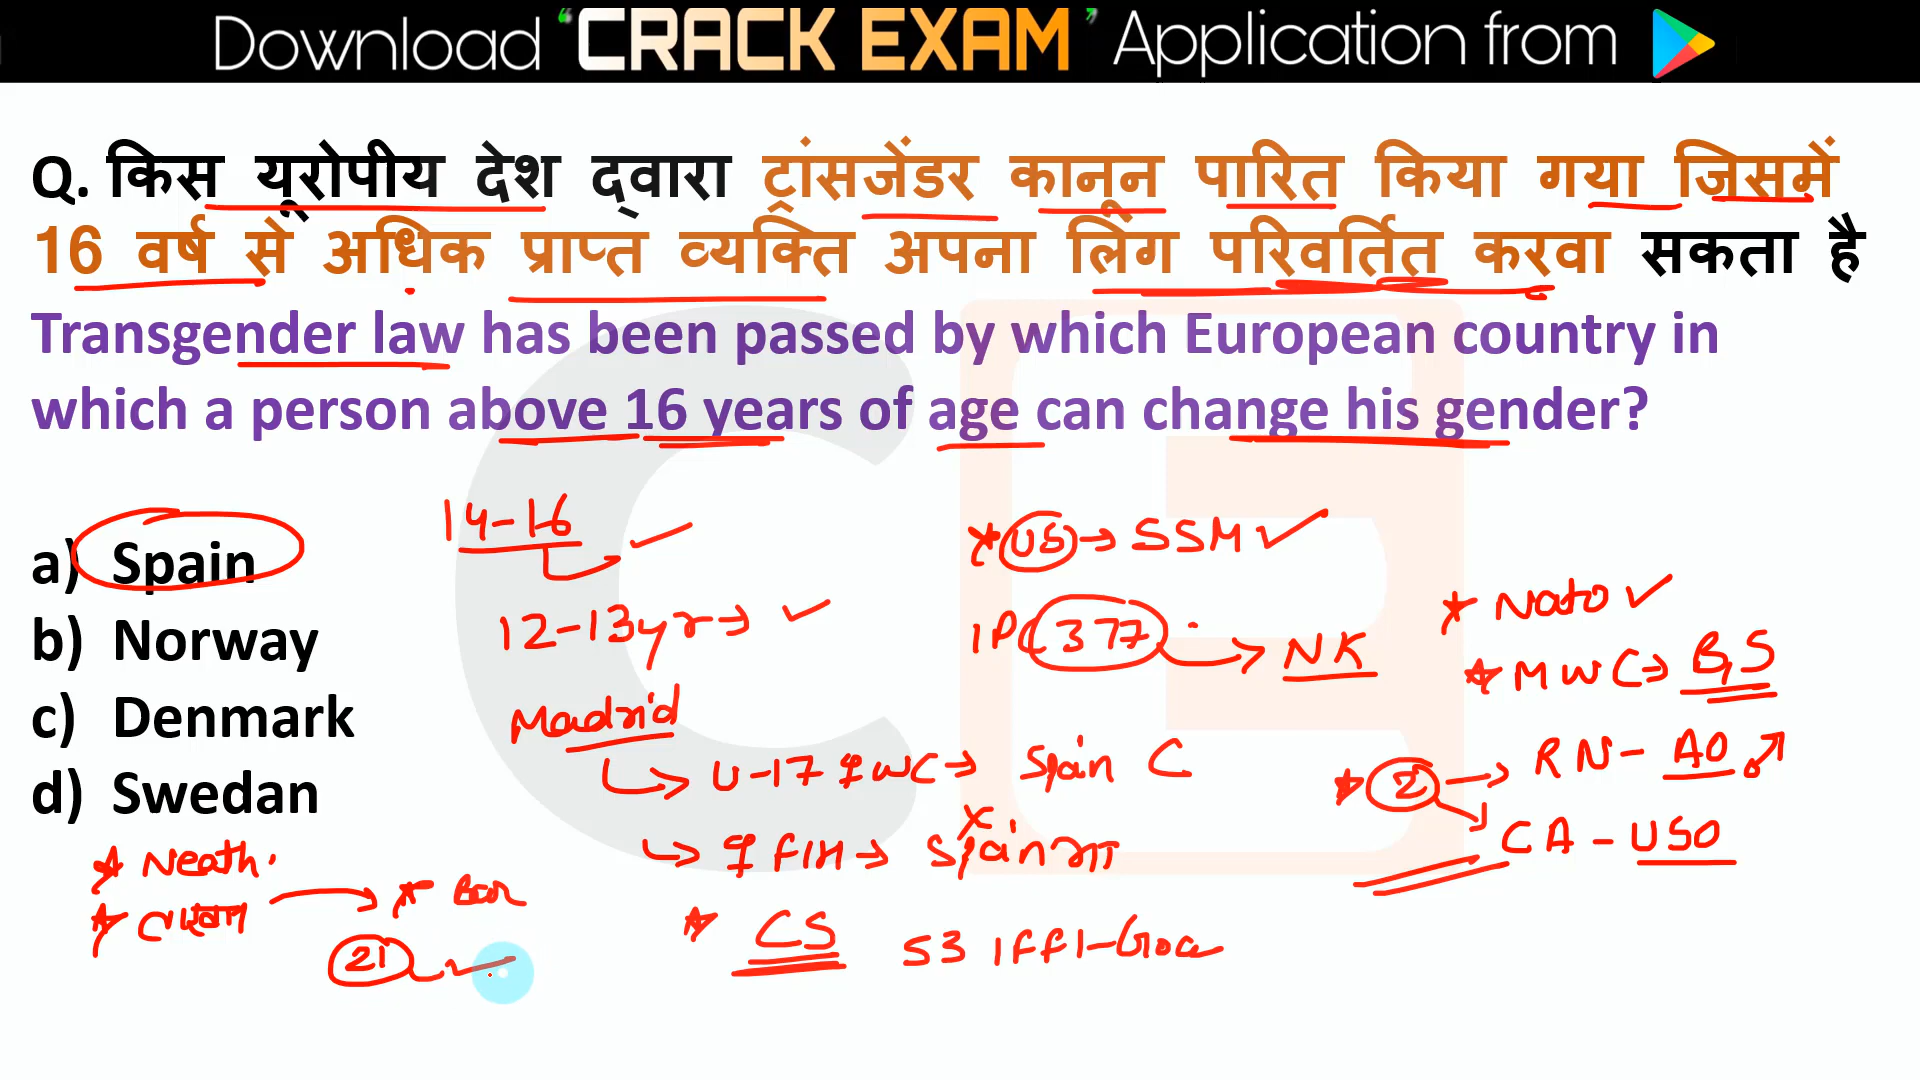 Download "CRACK EXAM" Application from
Q. किस यूरोपीय देश द्वारा ट्रांसजेंडर कानून पारित किया गया जिसमें
16 वर्ष से अधिक प्राप्त व्यक्ति अपना लिंग परिवर्तित करवा सकता है
Transgender law has been passed by which European country in
which a person above 16 years of age can change his gender?
a) Spain
b) Norway
c) Denmark
d) Swedan
14-16
12-13yr→
Madrid
U-17 WC→ Spain C
FIH→ Spain
CS 53 IFFI-Goa
US→ SSM
IPC 377 → NK
Nato
MWC→ B,S
2 → RN-AO
CA-USO
Neath.
21